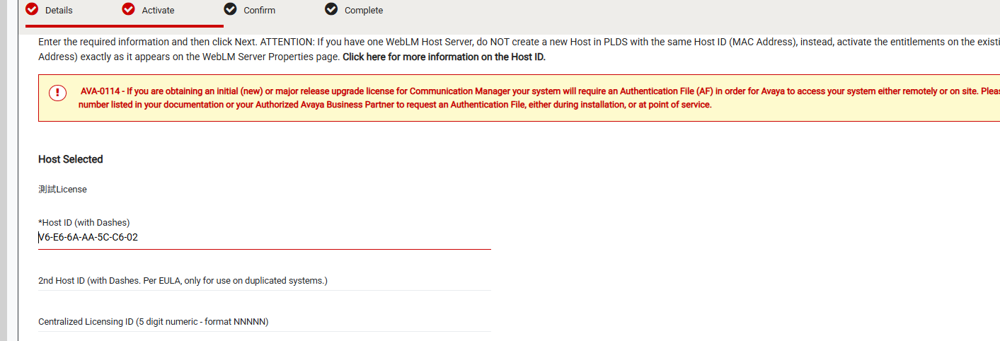 Details Activate Confirm Complete
Enter the required information and then click Next. ATTENTION: If you have one WebLM Host Server, do NOT create a new Host in PLDS with the same Host ID (MAC Address), instead, activate the entitlements on the
Address) exactly as it appears on the WebLM Server Properties page. Click here for more information on the Host ID.
AVA-0114 - If you are obtaining an initial (new) or major release upgrade license for Communication Manager your system will require an Authentication File (AF) in order for Avaya to access your system either remotely or on site.
number listed in your documentation or your Authorized Avaya Business Partner to request an Authentication File, either during installation, or at point of service.
Host Selected
測試License
*Host ID (with Dashes)
V6-E6-6A-AA-5C-C6-02
2nd Host ID (with Dashes. Per EULA, only for use on duplicated systems.)
Centralized Licensing ID (5 digit numeric - format NNNNN)